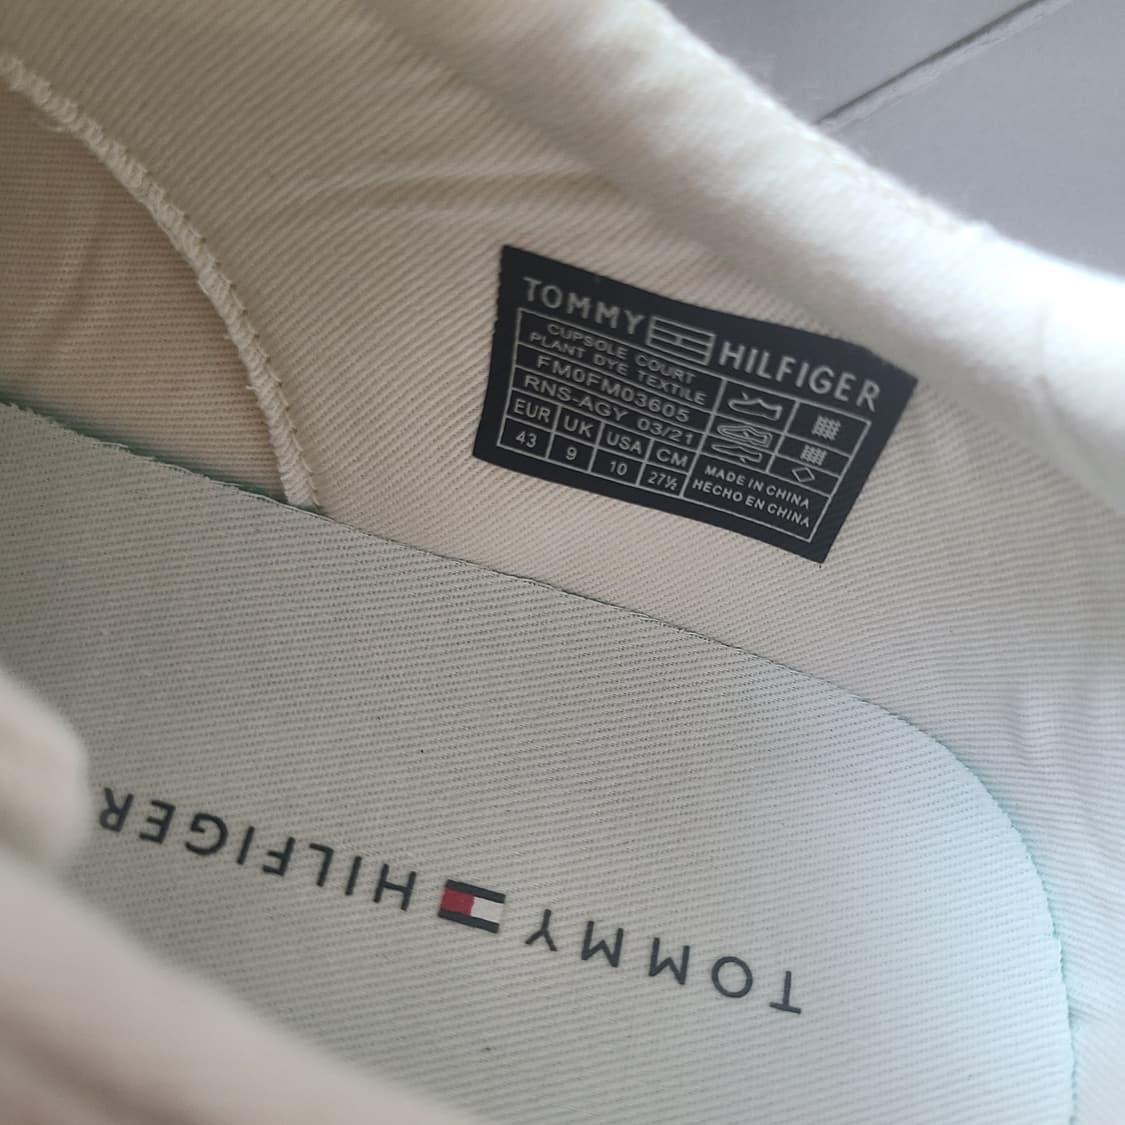 TOMMY HILFIGER
CUPSOLE COURT
PLANT DYE TEXTILE
FM0FM03605
RNS-AGY 03/21
EUR UK USA CM
43 9 10 27½
MADE IN CHINA
HECHO EN CHINA
TOMMY HILFIGER